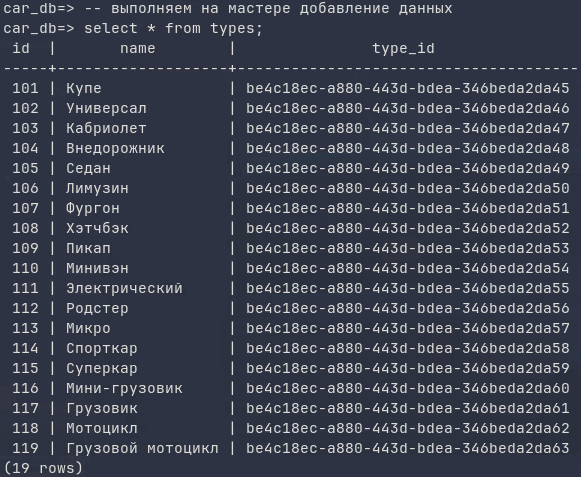 car_db=> -- выполняем на мастере добавление данных
car_db=> select * from types;
 id  |       name        |               type_id
-----+-------------------+--------------------------------------
 101 | Купе              | be4c18ec-a880-443d-bdea-346beda2da45
 102 | Универсал         | be4c18ec-a880-443d-bdea-346beda2da46
 103 | Кабриолет         | be4c18ec-a880-443d-bdea-346beda2da47
 104 | Внедорожник       | be4c18ec-a880-443d-bdea-346beda2da48
 105 | Седан             | be4c18ec-a880-443d-bdea-346beda2da49
 106 | Лимузин           | be4c18ec-a880-443d-bdea-346beda2da50
 107 | Фургон            | be4c18ec-a880-443d-bdea-346beda2da51
 108 | Хэтчбэк           | be4c18ec-a880-443d-bdea-346beda2da52
 109 | Пикап             | be4c18ec-a880-443d-bdea-346beda2da53
 110 | Минивэн           | be4c18ec-a880-443d-bdea-346beda2da54
 111 | Электрический     | be4c18ec-a880-443d-bdea-346beda2da55
 112 | Родстер           | be4c18ec-a880-443d-bdea-346beda2da56
 113 | Микро             | be4c18ec-a880-443d-bdea-346beda2da57
 114 | Спорткар          | be4c18ec-a880-443d-bdea-346beda2da58
 115 | Суперкар          | be4c18ec-a880-443d-bdea-346beda2da59
 116 | Мини-грузовик     | be4c18ec-a880-443d-bdea-346beda2da60
 117 | Грузовик          | be4c18ec-a880-443d-bdea-346beda2da61
 118 | Мотоцикл          | be4c18ec-a880-443d-bdea-346beda2da62
 119 | Грузовой мотоцикл | be4c18ec-a880-443d-bdea-346beda2da63
(19 rows)